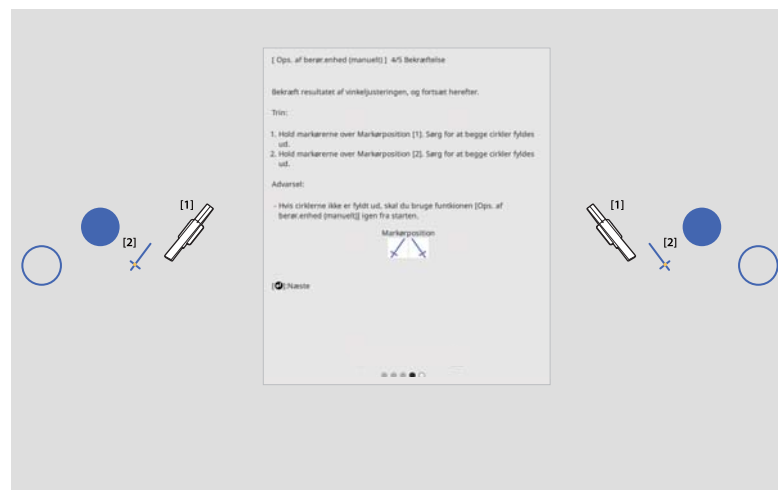 [ Ops. af berør.enhed (manuelt) ] 4/5 Bekræftelse
Bekræft resultatet af vinkeljusteringen, og fortsæt herefter.
Trin:
1. Hold markørerne over Markørposition [1]. Sørg for at begge cirkler fyldes
ud.
2. Hold markørerne over Markørposition [2]. Sørg for at begge cirkler fyldes
ud.
Advarsel:
- Hvis cirklerne ikke er fyldt ud, skal du bruge funktionen [Ops. af
berør.enhed (manuelt)] igen fra starten.
Markørposition
[1]
[1]
[2]
[2]
[ ]:Næste